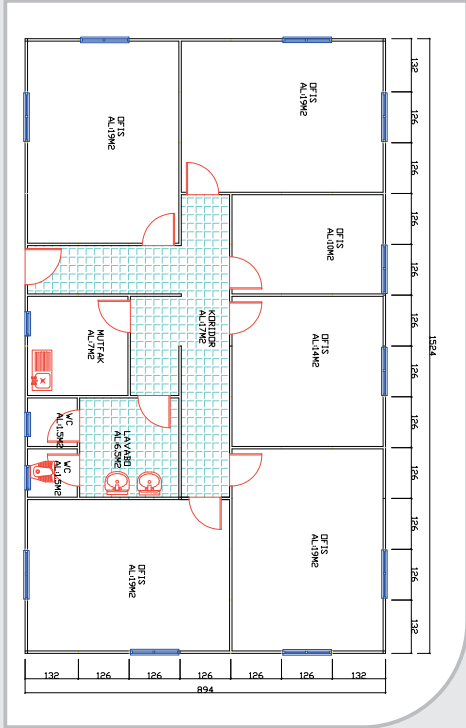 OFIS
AL:19M2
OFIS
AL:19M2
OFIS
AL:10M2
KORIDOR
AL:17M2
OFIS
AL:14M2
MUTFAK
AL:7M2
WC
AL:1.5M2
WC
AL:1.5M2
LAVABO
AL:6.5M2
OFIS
AL:19M2
OFIS
AL:19M2
132
126
126
126
126
126
126
126
126
126
126
132
1524
132 126 126 126 126 126 132
894